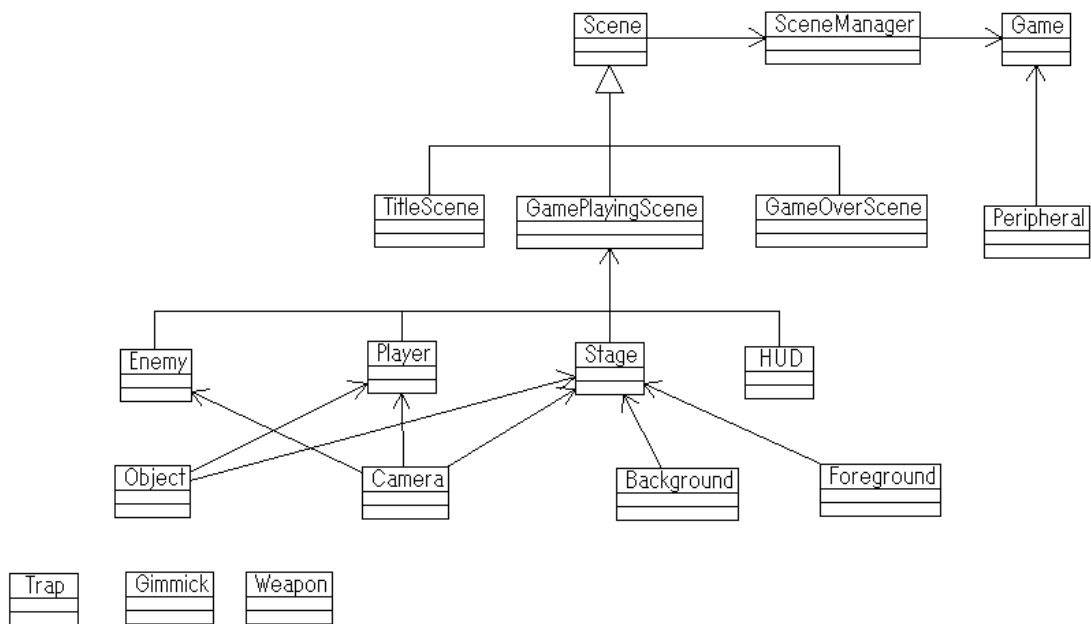 Scene
SceneManager
Game
TitleScene
GamePlayingScene
GameOverScene
Peripheral
Enemy
Player
Stage
HUD
Object
Camera
Background
Foreground
Trap
Gimmick
Weapon